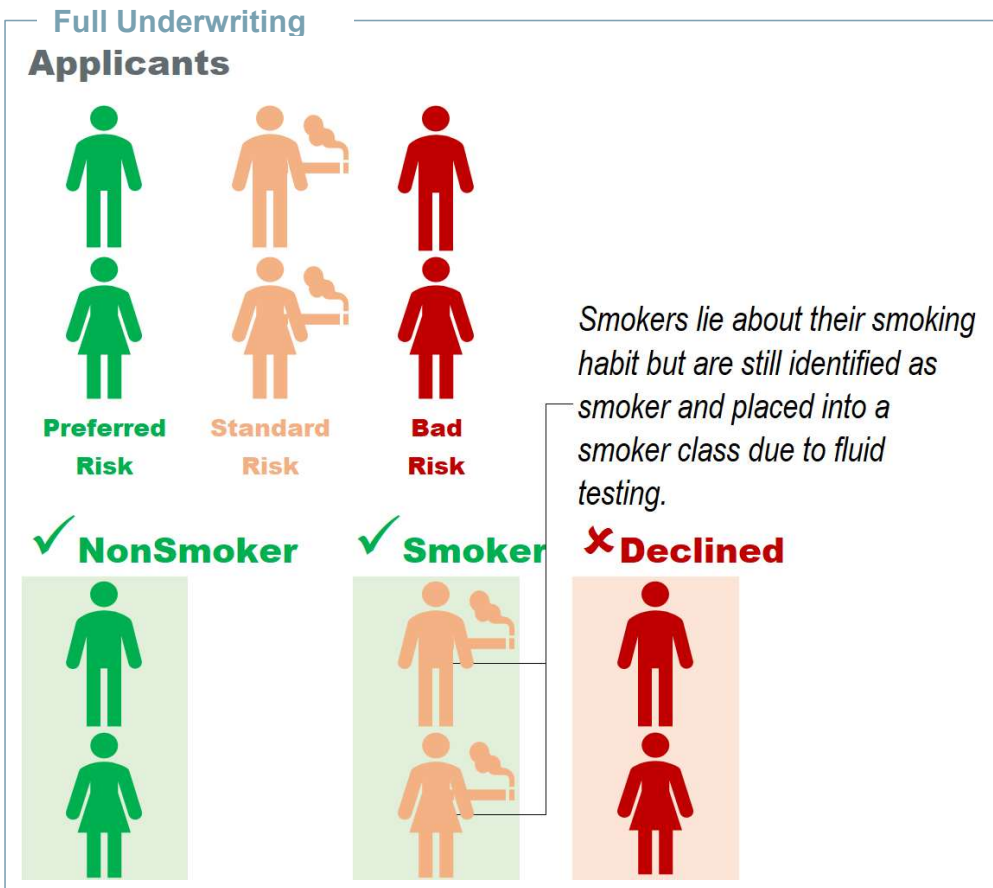 Full Underwriting
Applicants
Preferred
Risk
Standard
Risk
Bad
Risk
Smokers lie about their smoking
habit but are still identified as
smoker and placed into a
smoker class due to fluid
testing.
✓NonSmoker
✓Smoker
✘Declined